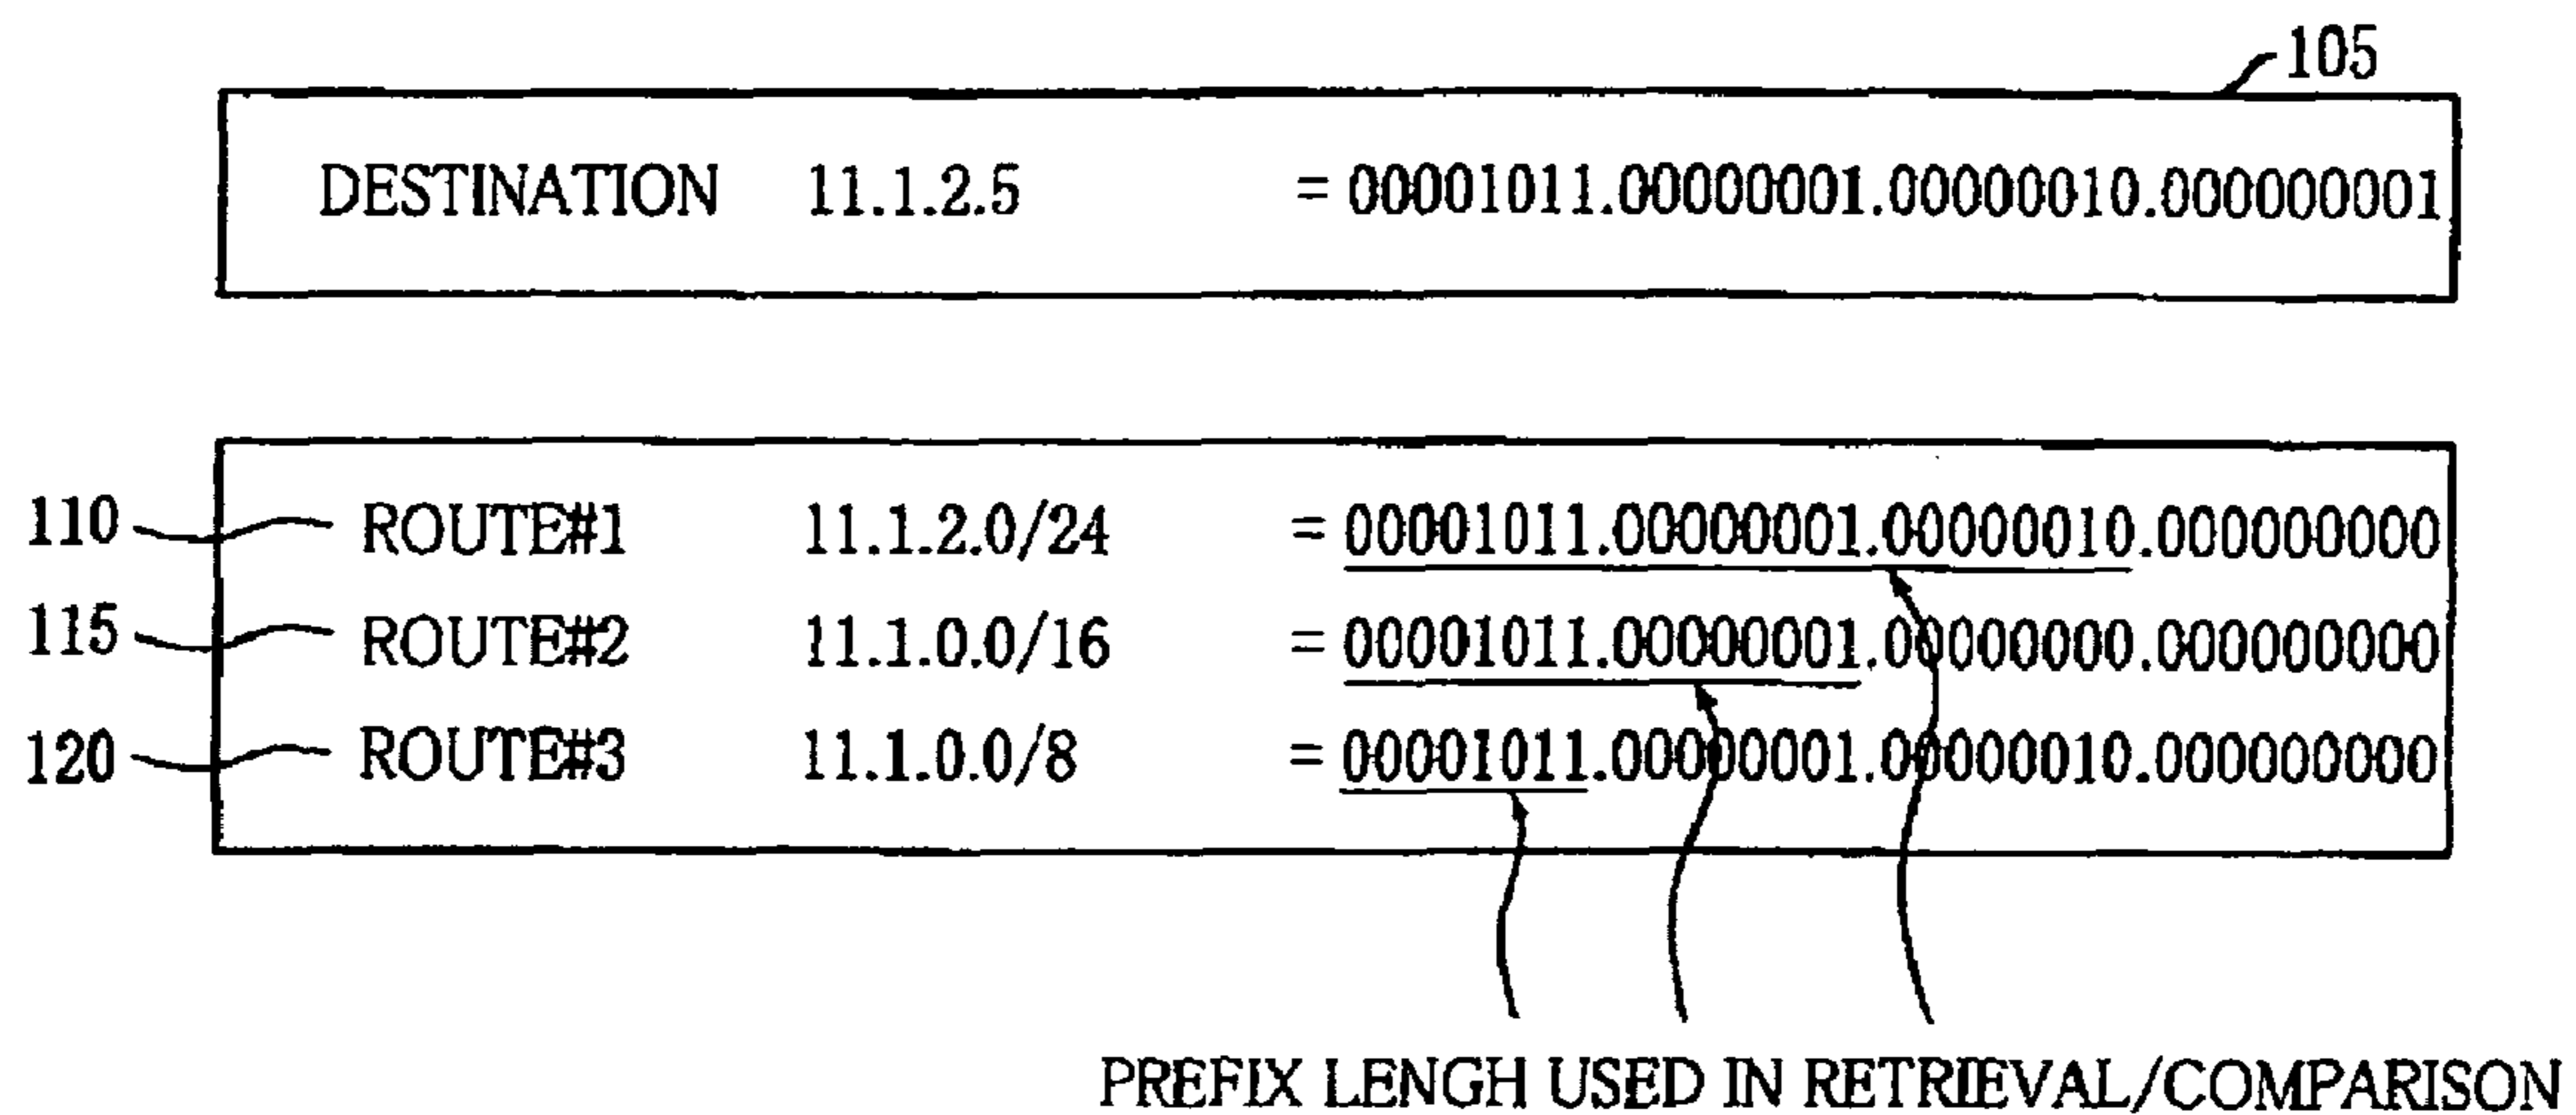 105
DESTINATION 11.1.2.5 = 00001011.00000001.00000010.000000001
110 ROUTE#1 11.1.2.0/24 = 00001011.00000001.00000010.000000000
115 ROUTE#2 11.1.0.0/16 = 00001011.00000001.00000000.000000000
120 ROUTE#3 11.1.0.0/8 = 00001011.00000001.00000010.000000000
PREFIX LENGH USED IN RETRIEVAL/COMPARISON